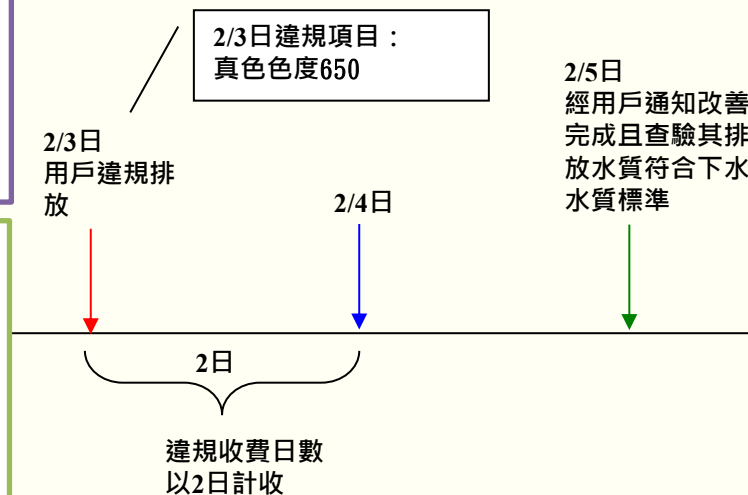 2/3日違規項目：
真色色度650
2/3日
用戶違規排
放
2/4日
2/5日
經用戶通知改善
完成且查驗其排
放水質符合下水
水質標準
2日
違規收費日數
以2日計收